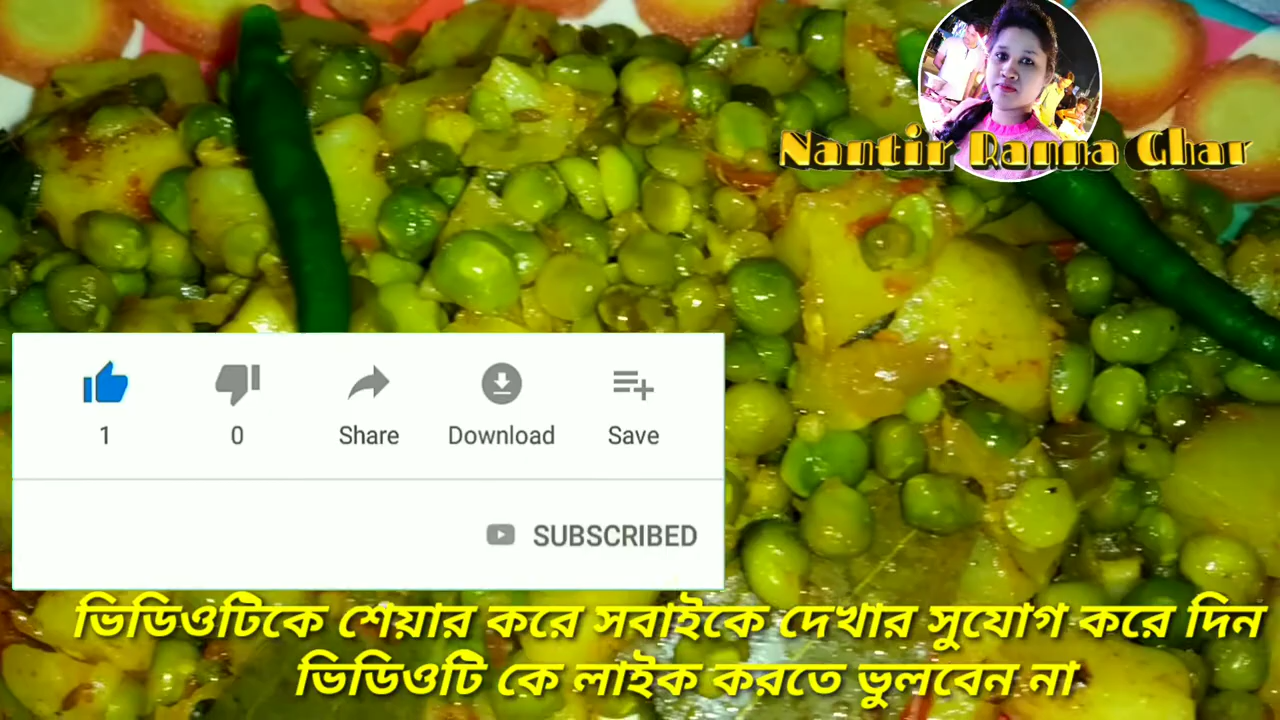 Nantir Ranna Ghar
1
0
Share
Download
Save
SUBSCRIBED
ভিডিওটিকে শেয়ার করে সবাইকে দেখার সুযোগ করে দিন
ভিডিওটি কে লাইক করতে ভুলবেন না